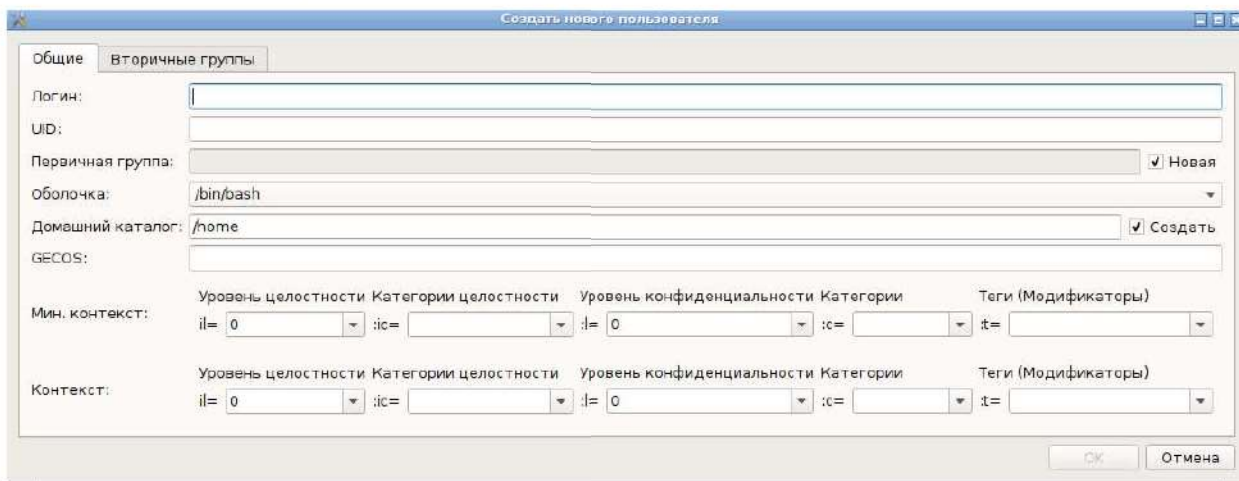 Создать нового пользователя
Общие Вторичные группы
Логин:
UID:
Первичная группа: Новая
Оболочка: /bin/bash
Домашний каталог: /home Создать
GECOS:
Уровень целостности Категории целостности Уровень конфиденциальности Категории Теги (Модификаторы)
Мин. контекст: il= 0 :ic= :l= 0 :c= :t=
Уровень целостности Категории целостности Уровень конфиденциальности Категории Теги (Модификаторы)
Контекст: il= 0 :ic= :l= 0 :c= :t=
OK Отмена